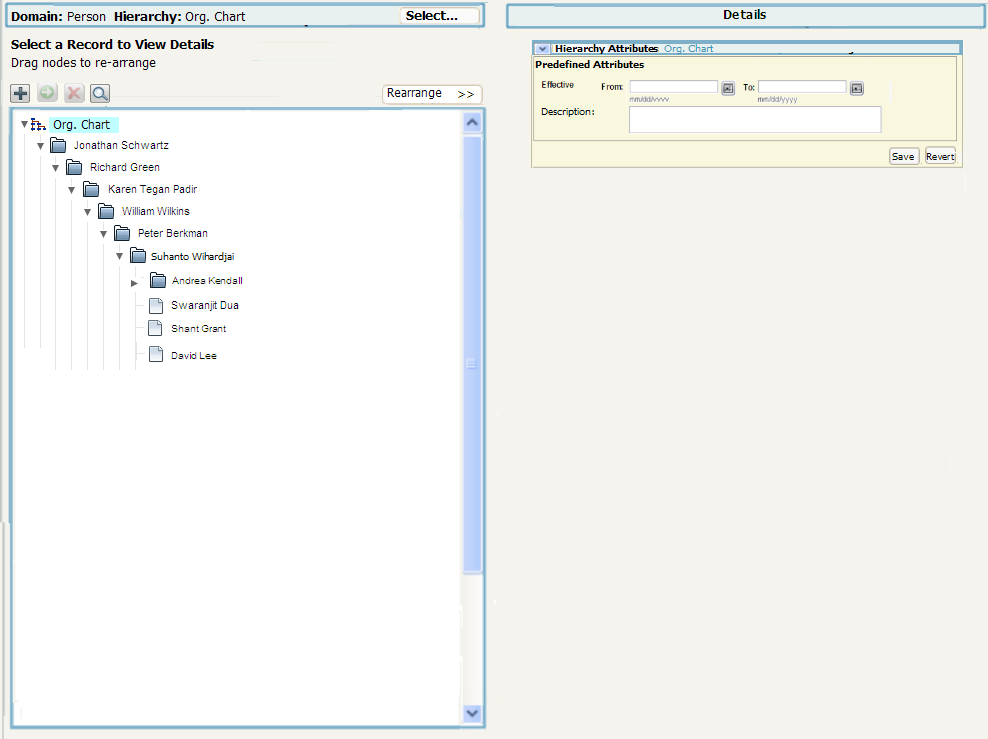 Domain: Person Hierarchy: Org. Chart Select...
Select a Record to View Details
Drag nodes to re-arrange
Rearrange >>
Org. Chart
Jonathan Schwartz
Richard Green
Karen Tegan Padir
William Wilkins
Peter Berkman
Suhanto Wihardjai
Andrea Kendall
Swaranjit Dua
Shant Grant
David Lee
Details
Hierarchy Attributes Org. Chart
Predefined Attributes
Effective From: To:
mm/dd/yyyy mm/dd/yyyy
Description:
Save Revert